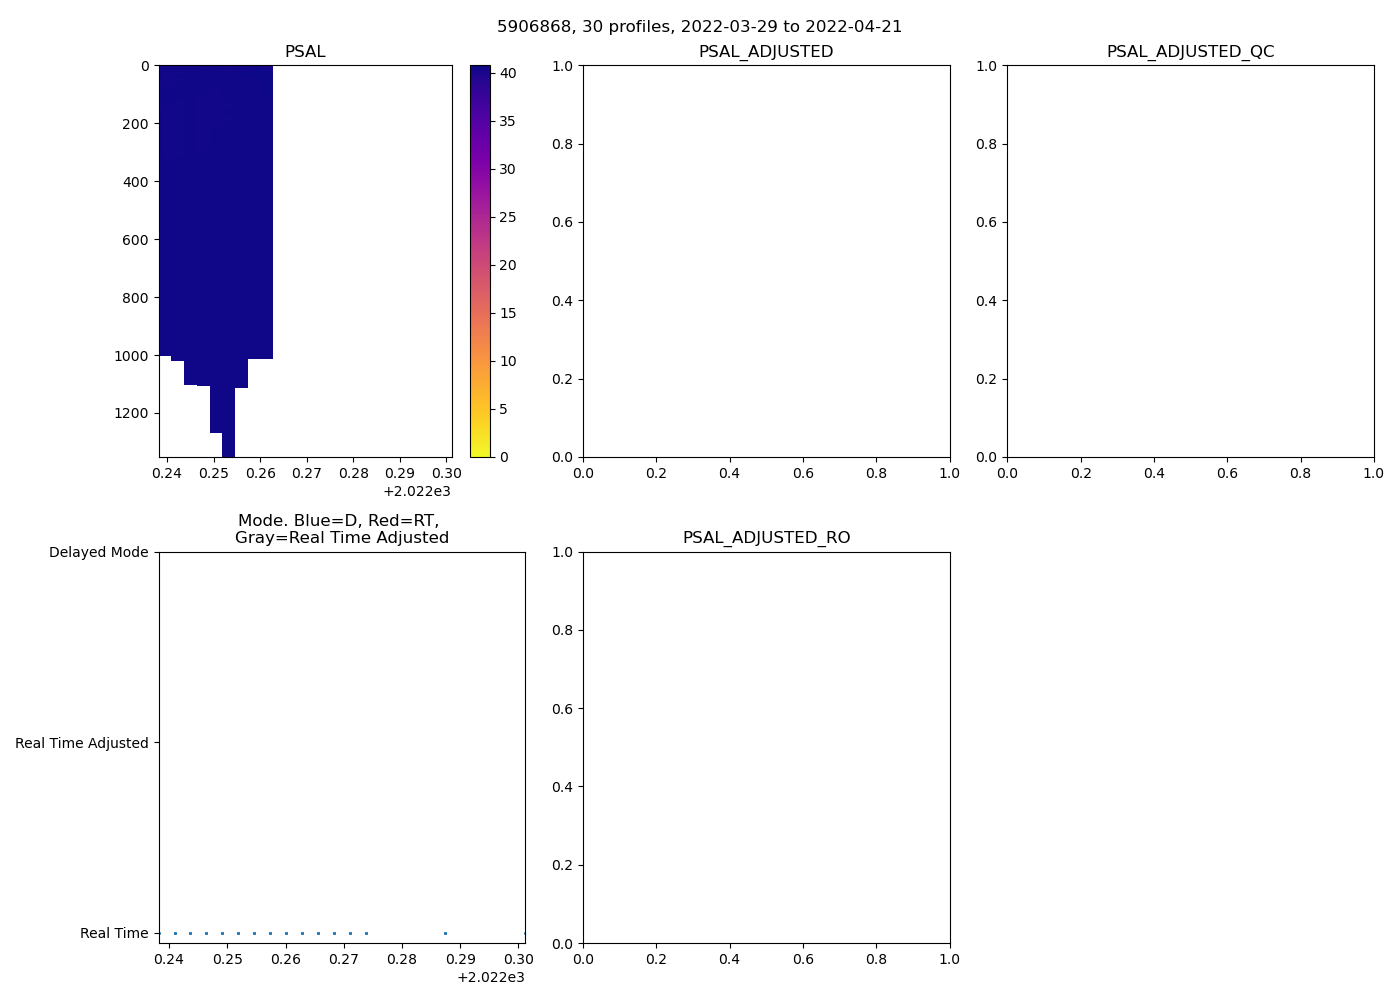 5906868, 30 profiles, 2022-03-29 to 2022-04-21
PSAL
0
200
400
600
800
1000
1200
0.24 0.25 0.26 0.27 0.28 0.29 0.30
+2.022e3
40
35
30
25
20
15
10
5
0
PSAL_ADJUSTED
1.0
0.8
0.6
0.4
0.2
0.0
0.0 0.2 0.4 0.6 0.8 1.0
PSAL_ADJUSTED_QC
1.0
0.8
0.6
0.4
0.2
0.0
0.0 0.2 0.4 0.6 0.8 1.0
Mode. Blue=D, Red=RT,
Gray=Real Time Adjusted
Delayed Mode
Real Time Adjusted
Real Time
0.24 0.25 0.26 0.27 0.28 0.29 0.30
+2.022e3
PSAL_ADJUSTED_RO
1.0
0.8
0.6
0.4
0.2
0.0
0.0 0.2 0.4 0.6 0.8 1.0